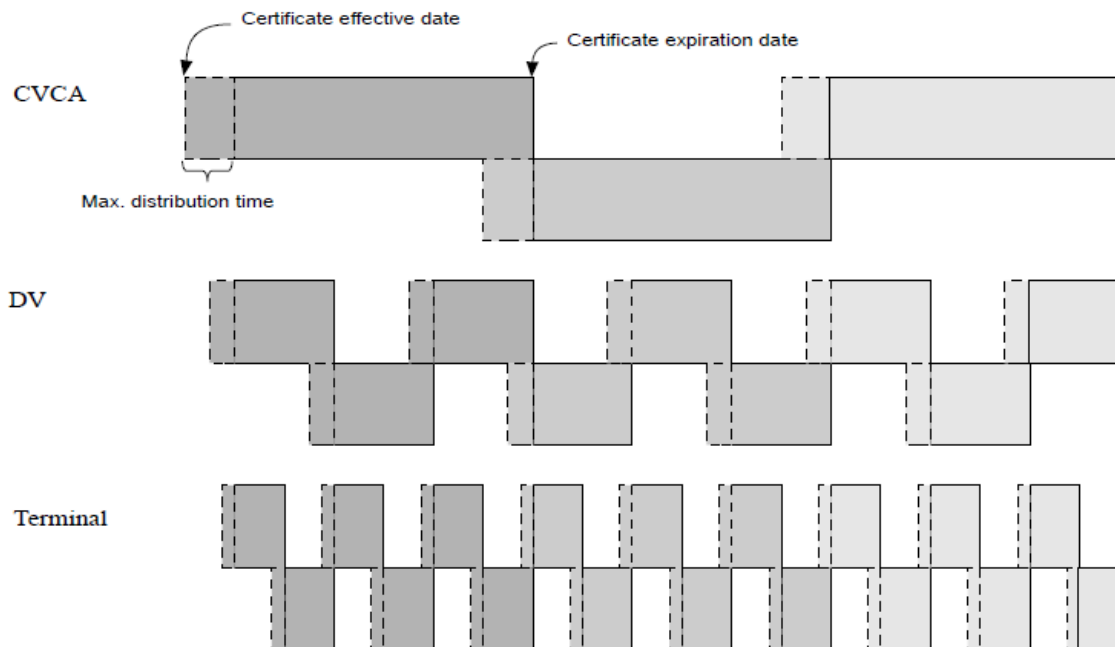 Certificate effective date
Certificate expiration date
CVCA
Max. distribution time
DV
Terminal